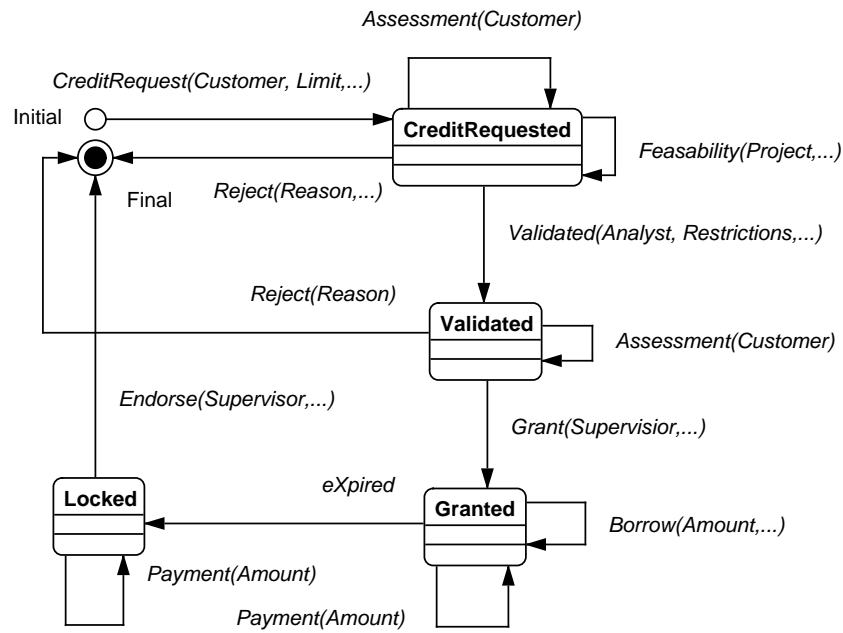 Assessment(Customer)
CreditRequest(Customer, Limit,...)
Initial
CreditRequested
Feasability(Project,...)
Final
Reject(Reason,...)
Validated(Analyst, Restrictions,...)
Reject(Reason)
Validated
Assessment(Customer)
Endorse(Supervisor,...)
Grant(Supervisior,...)
eXpired
Locked
Granted
Borrow(Amount,...)
Payment(Amount)
Payment(Amount)